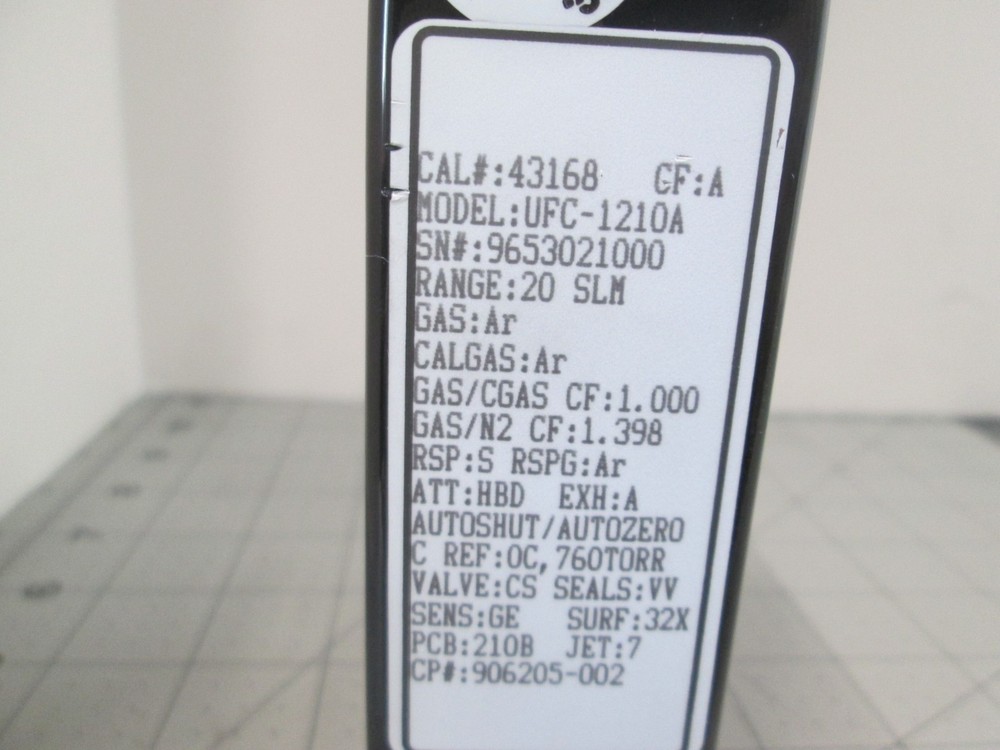 CAL#:43168 CF:A
MODEL:UFC-1210A
SN#:9653021000
RANGE:20 SLM
GAS:Ar
CALGAS:Ar
GAS/CGAS CF:1.000
GAS/N2 CF:1.398
RSP:S RSPG:Ar
ATT:HBD EXH:A
AUTOSHUT/AUTOZERO
C REF:0C,760TORR
VALVE:CS SEALS:VV
SENS:GE SURF:32X
PCB:210B JET:7
CP#:906205-002